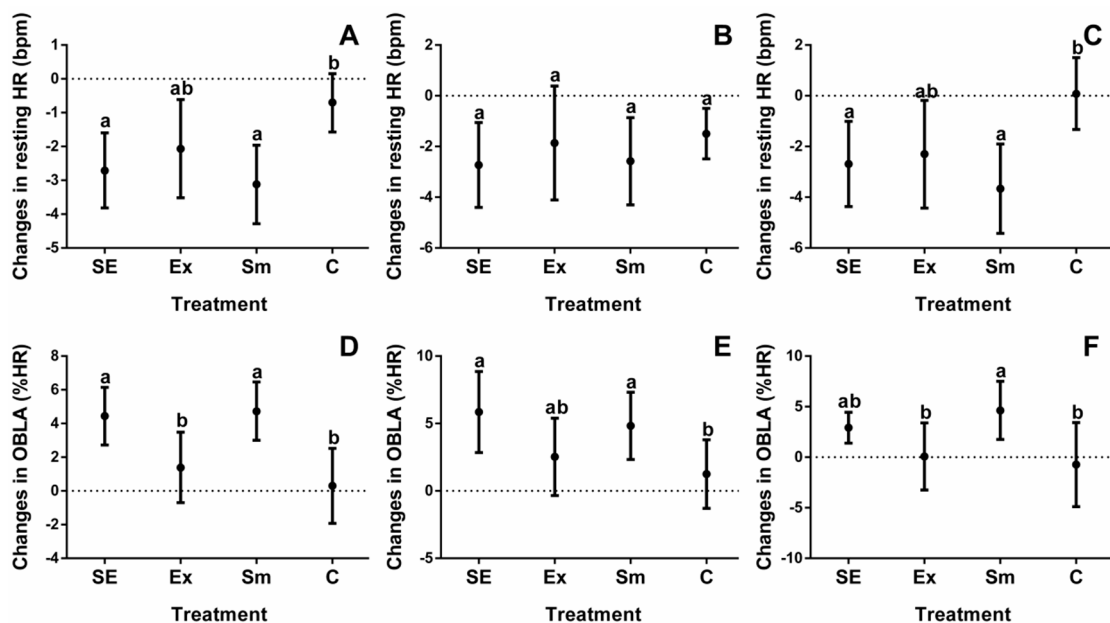 A
Changes in resting HR (bpm)
1
0
-1
-2
-3
-4
-5
a
ab
a
b
SE Ex Sm C
Treatment
B
Changes in resting HR (bpm)
2
0
-2
-4
-6
a
a
a
a
SE Ex Sm C
Treatment
C
Changes in resting HR (bpm)
2
0
-2
-4
-6
a
ab
a
b
SE Ex Sm C
Treatment
D
Changes in OBLA (%HR)
8
6
4
2
0
-2
-4
a
b
a
b
SE Ex Sm C
Treatment
E
Changes in OBLA (%HR)
10
5
0
-5
a
ab
a
b
SE Ex Sm C
Treatment
F
Changes in OBLA (%HR)
10
5
0
-5
-10
ab
b
a
b
SE Ex Sm C
Treatment